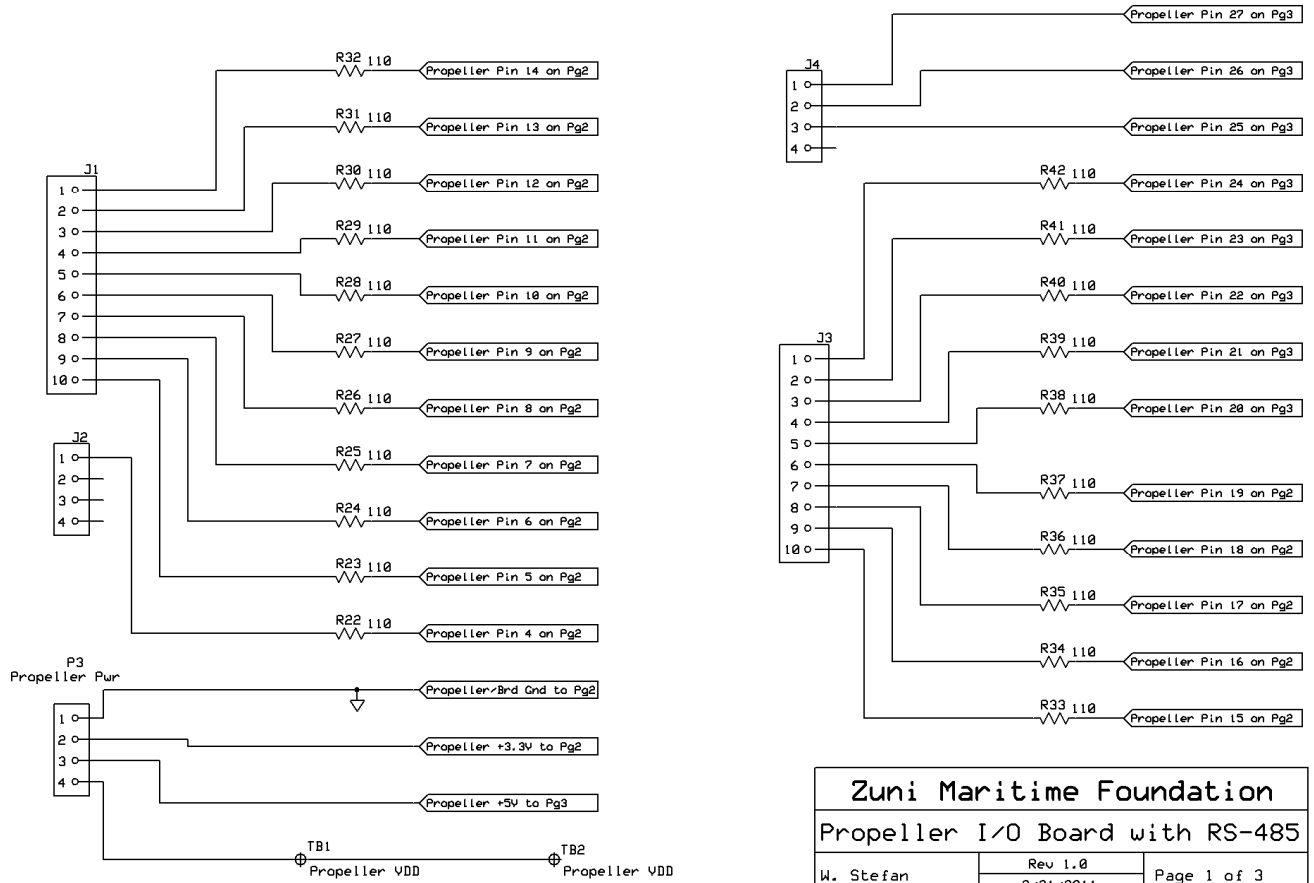 R32 110
Propeller Pin 14 on Pg2
R31 110
Propeller Pin 13 on Pg2
J1
1
2
3
4
5
6
7
8
9
10
R30 110
Propeller Pin 12 on Pg2
R29 110
Propeller Pin 11 on Pg2
R28 110
Propeller Pin 10 on Pg2
R27 110
Propeller Pin 9 on Pg2
R26 110
Propeller Pin 8 on Pg2
J2
1
2
3
4
R25 110
Propeller Pin 7 on Pg2
R24 110
Propeller Pin 6 on Pg2
R23 110
Propeller Pin 5 on Pg2
R22 110
Propeller Pin 4 on Pg2
P3
Propeller Pwr
1
2
3
4
Propeller/Brd Gnd to Pg2
Propeller +3.3V to Pg2
Propeller +5V to Pg3
TB1
Propeller VDD
TB2
Propeller VDD
Propeller Pin 27 on Pg3
J4
1
2
3
4
Propeller Pin 26 on Pg3
Propeller Pin 25 on Pg3
R42 110
Propeller Pin 24 on Pg3
R41 110
Propeller Pin 23 on Pg3
R40 110
Propeller Pin 22 on Pg3
J3
1
2
3
4
5
6
7
8
9
10
R39 110
Propeller Pin 21 on Pg3
R38 110
Propeller Pin 20 on Pg3
R37 110
Propeller Pin 19 on Pg2
R36 110
Propeller Pin 18 on Pg2
R35 110
Propeller Pin 17 on Pg2
R34 110
Propeller Pin 16 on Pg2
R33 110
Propeller Pin 15 on Pg2
Zuni Maritime Foundation
Propeller I/O Board with RS-485
W. Stefan
Rev 1.0
Page 1 of 3